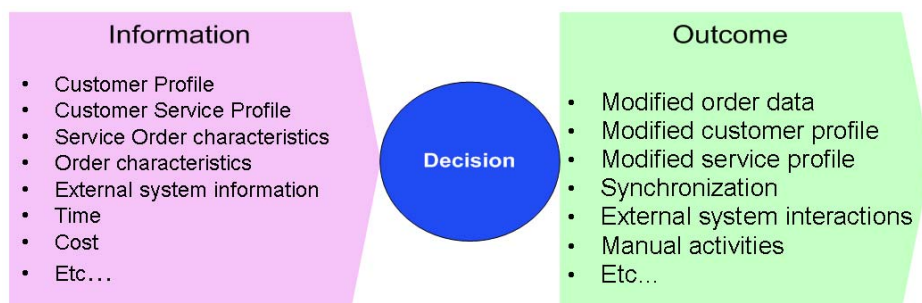 Information
• Customer Profile
• Customer Service Profile
• Service Order characteristics
• Order characteristics
• External system information
• Time
• Cost
• Etc…
Decision
Outcome
• Modified order data
• Modified customer profile
• Modified service profile
• Synchronization
• External system interactions
• Manual activities
• Etc...